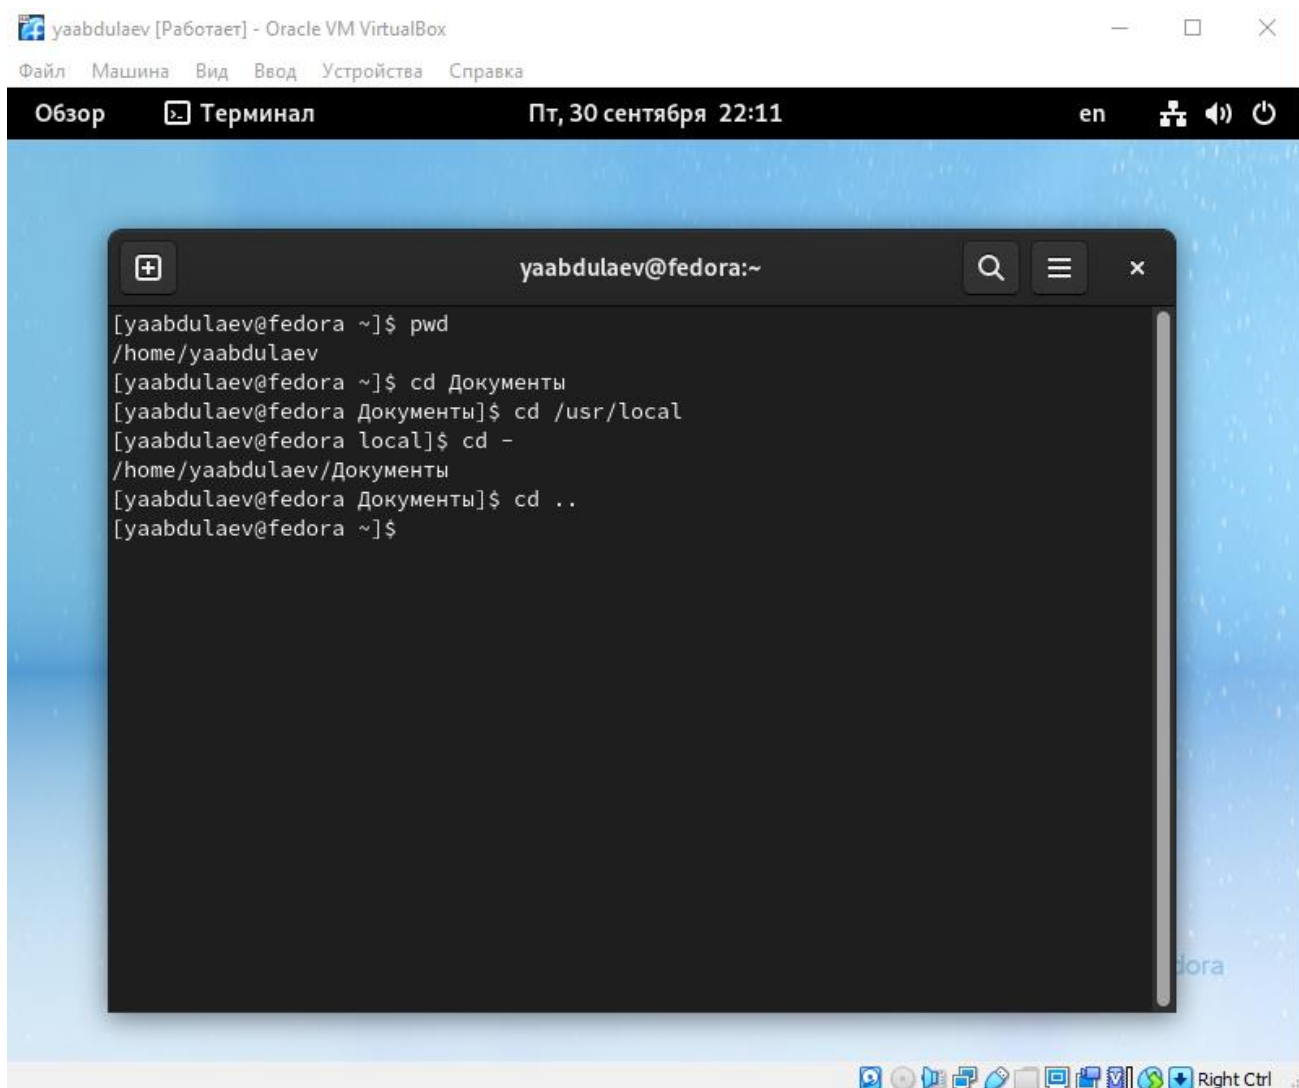 yaabdulaev [Работает] - Oracle VM VirtualBox
Файл Машина Вид Ввод Устройства Справка
Обзор Терминал Пт, 30 сентября 22:11 en
yaabdulaev@fedora:~
[yaabdulaev@fedora ~]$ pwd
/home/yaabdulaev
[yaabdulaev@fedora ~]$ cd Документы
[yaabdulaev@fedora Документы]$ cd /usr/local
[yaabdulaev@fedora local]$ cd -
/home/yaabdulaev/Документы
[yaabdulaev@fedora Документы]$ cd ..
[yaabdulaev@fedora ~]$
dora
Right Ctrl